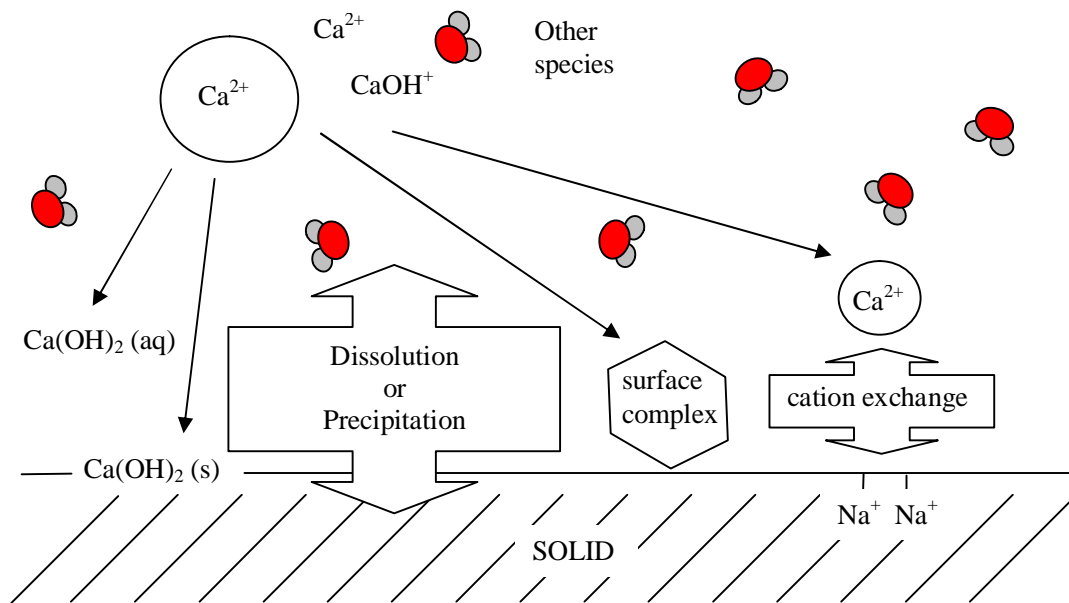 Ca²⁺
Other
species
CaOH⁺
Ca²⁺
Ca²⁺
Ca(OH)₂ (aq)
Dissolution
or
Precipitation
surface
complex
cation exchange
Ca(OH)₂ (s)
Na⁺ Na⁺
SOLID